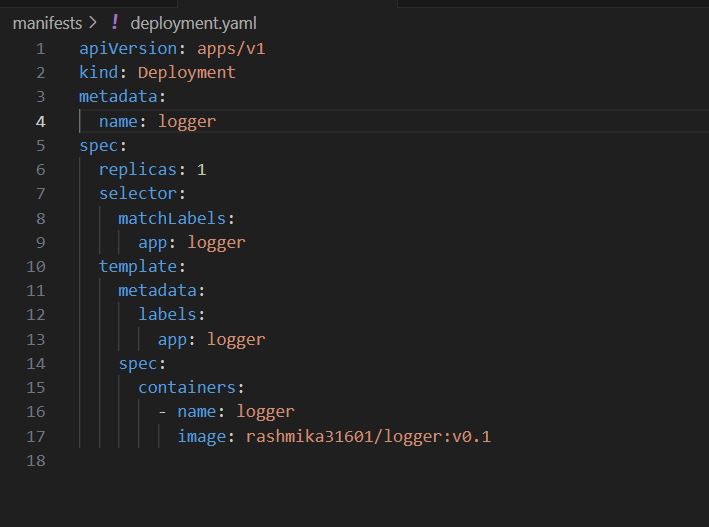 manifests > ! deployment.yaml
1 apiVersion: apps/v1
2 kind: Deployment
3 metadata:
4   name: logger
5 spec:
6   replicas: 1
7   selector:
8     matchLabels:
9       app: logger
10   template:
11     metadata:
12       labels:
13         app: logger
14     spec:
15       containers:
16         - name: logger
17           image: rashmika31601/logger:v0.1
18